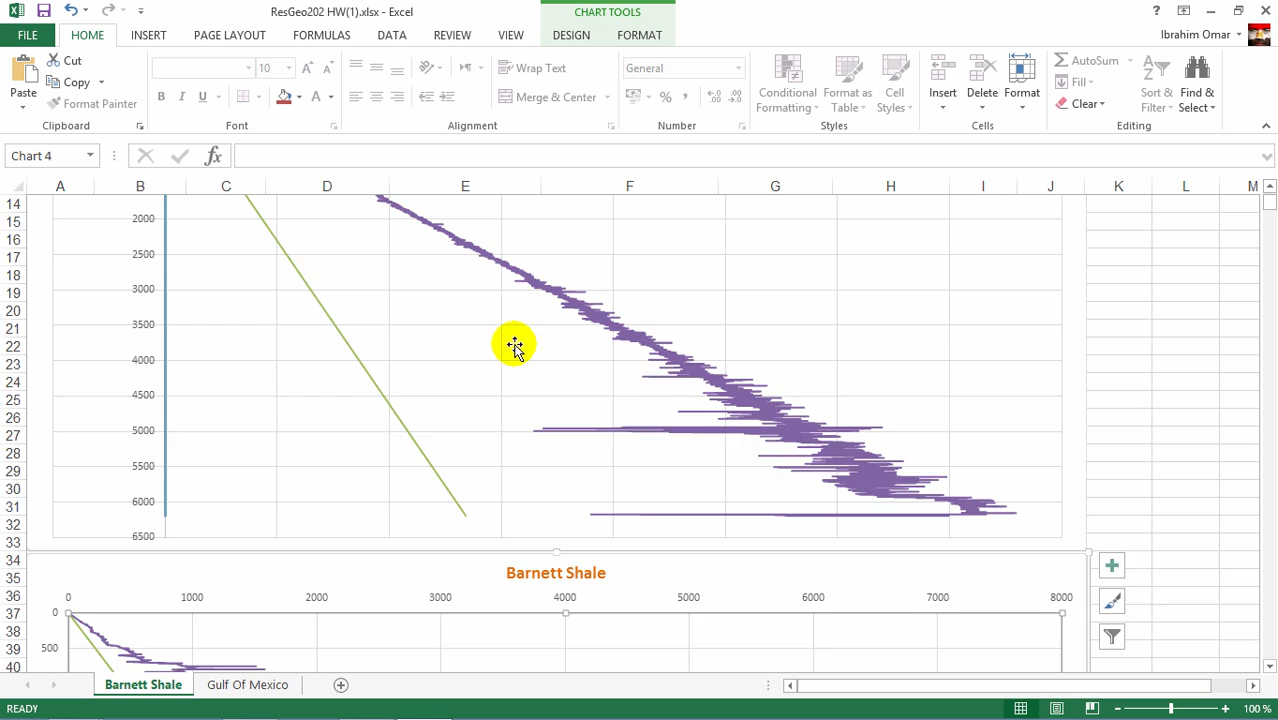 ResGeo202 HW(1).xlsx - Excel
CHART TOOLS
FILE HOME INSERT PAGE LAYOUT FORMULAS DATA REVIEW VIEW DESIGN FORMAT Ibrahim Omar
Paste
Cut
Copy
Format Painter
Clipboard
10
B I U A
Font
Wrap Text
Merge & Center
Alignment
General
%
Number
Conditional Formatting
Format as Table
Cell Styles
Styles
Insert
Delete
Format
Cells
AutoSum
Fill
Clear
Sort & Filter
Find & Select
Editing
Chart 4 fx
A B C D E F G H I J K L M
14
15 2000
16
17 2500
18
19 3000
20
21 3500
22
23 4000
24
25 4500
26
27 5000
28
29 5500
30
31 6000
32
33 6500
34
35 Barnett Shale
36 0 1000 2000 3000 4000 5000 6000 7000 8000
37 0
38
39 500
40
Barnett Shale Gulf Of Mexico
READY 100 %